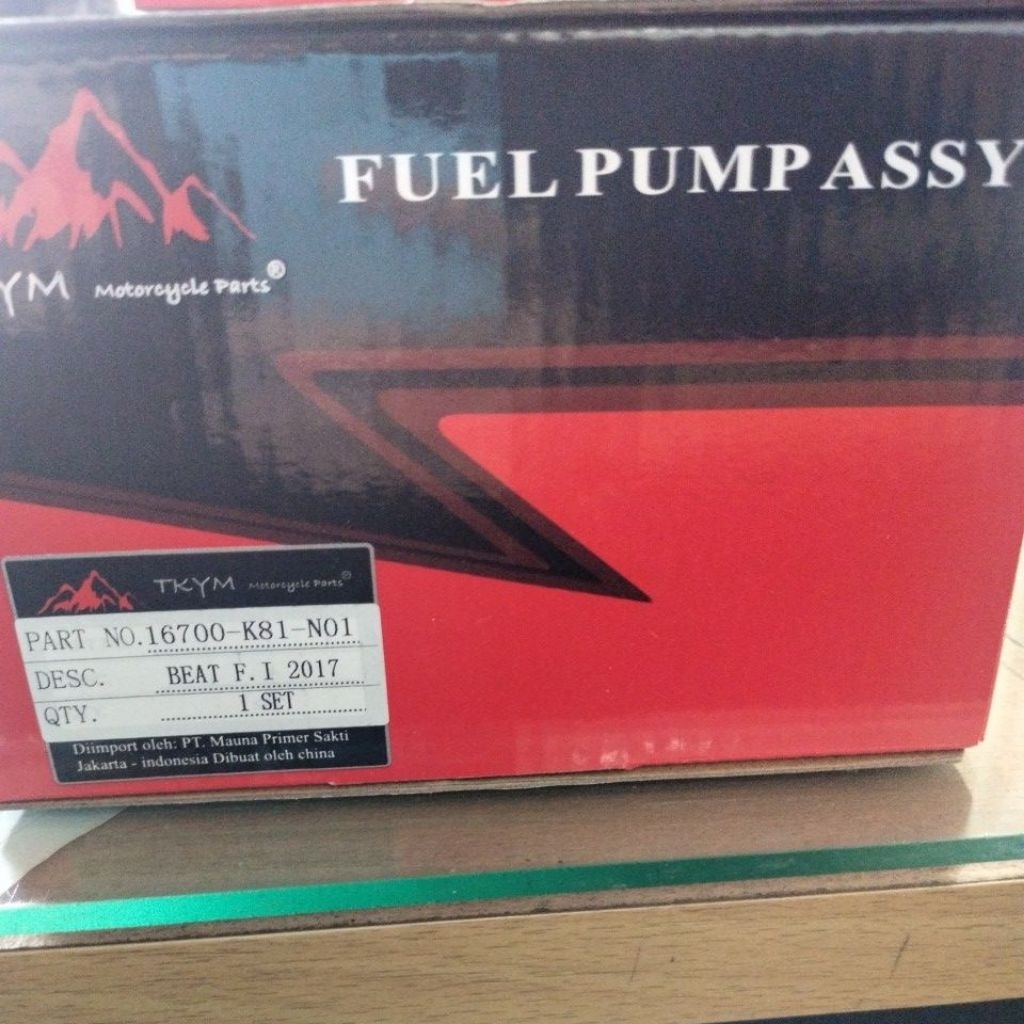 FUEL PUMP ASSY
YM Motorcycle Parts®
TKYM Motorcycle Parts®
PART NO.16700-K81-N01
DESC. BEAT F.I 2017
QTY. 1 SET
Diimport oleh: PT. Mauna Primer Sakti
Jakarta - indonesia Dibuat oleh china